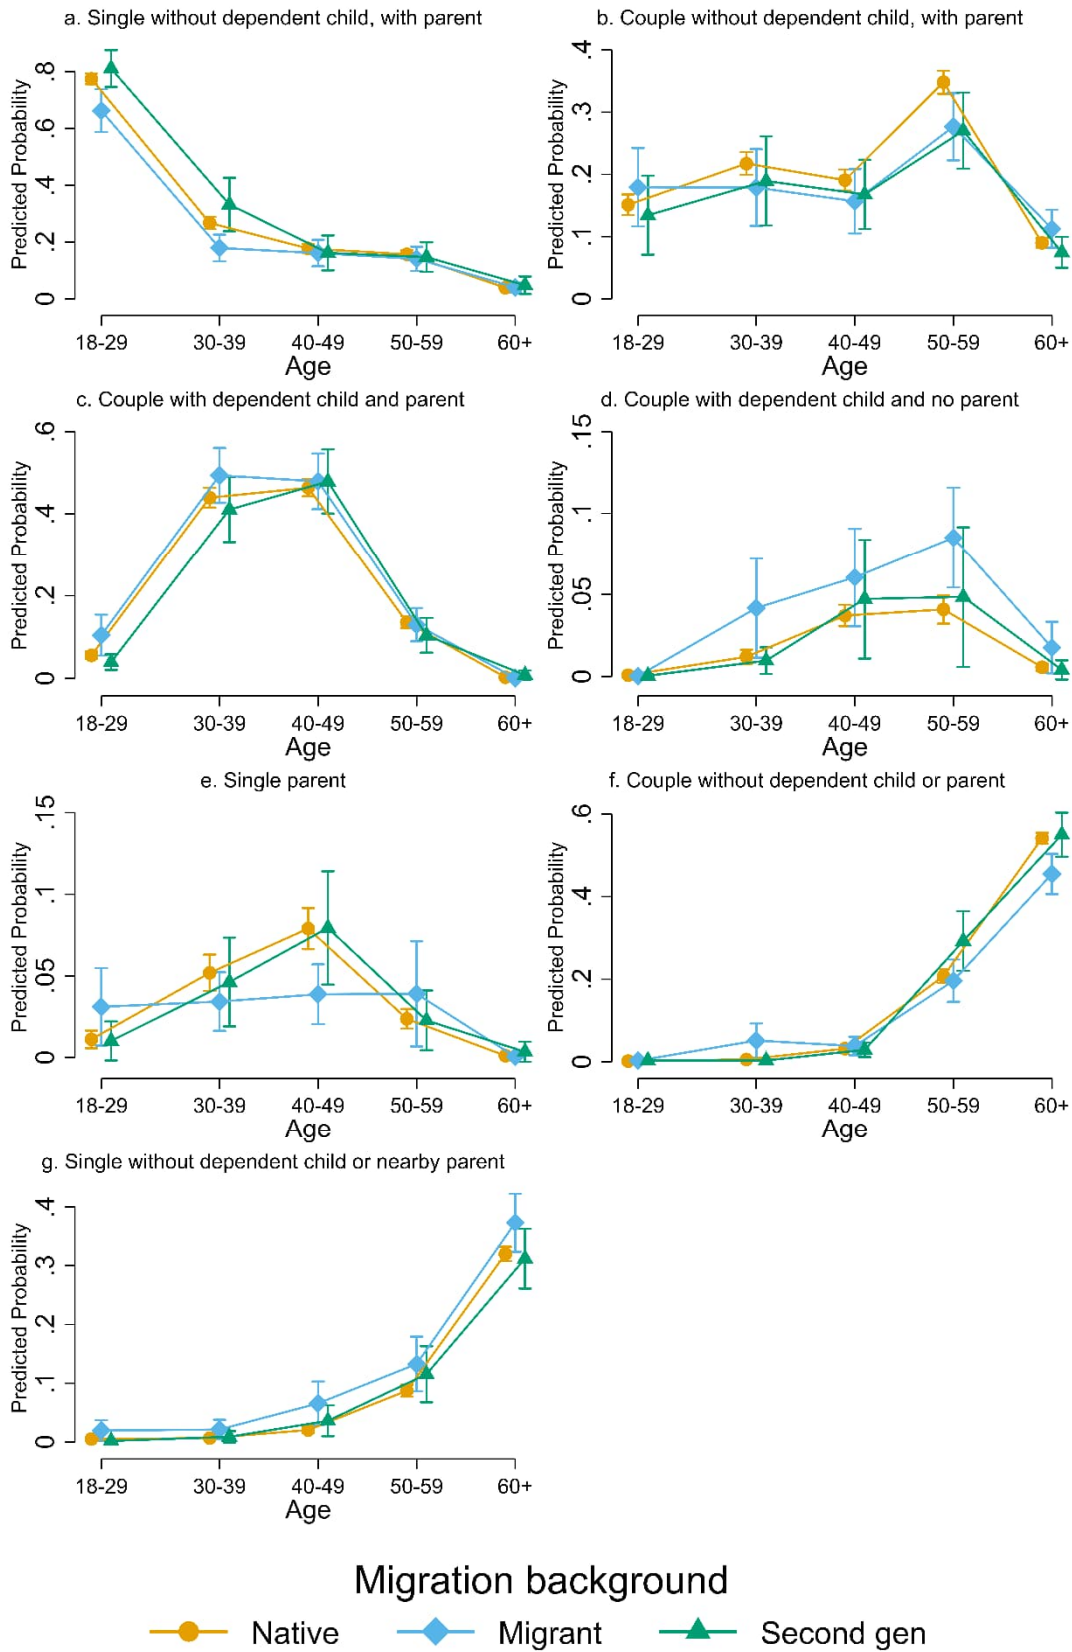 a. Single without dependent child, with parent
Predicted Probability
.8
.6
.4
.2
0
18-29 30-39 40-49 50-59 60+
Age
b. Couple without dependent child, with parent
Predicted Probability
.4
.3
.2
.1
0
18-29 30-39 40-49 50-59 60+
Age
c. Couple with dependent child and parent
Predicted Probability
.6
.4
.2
0
18-29 30-39 40-49 50-59 60+
Age
d. Couple with dependent child and no parent
Predicted Probability
.15
.1
.05
0
18-29 30-39 40-49 50-59 60+
Age
e. Single parent
Predicted Probability
.15
.1
.05
0
18-29 30-39 40-49 50-59 60+
Age
f. Couple without dependent child or parent
Predicted Probability
.6
.4
.2
0
18-29 30-39 40-49 50-59 60+
Age
g. Single without dependent child or nearby parent
Predicted Probability
.4
.3
.2
.1
0
18-29 30-39 40-49 50-59 60+
Age
Migration background
Native Migrant Second gen